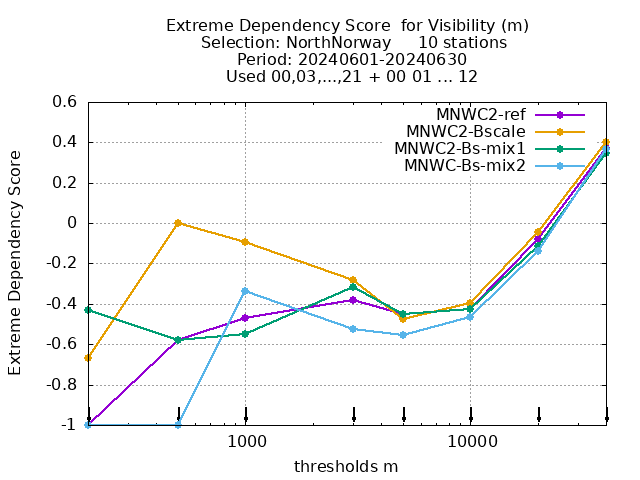 Extreme Dependency Score  for Visibility (m)
Selection: NorthNorway     10 stations
Period: 20240601-20240630
Used 00,03,...,21 + 00 01 ... 12
MNWC2-ref
MNWC2-Bscale
MNWC2-Bs-mix1
MNWC-Bs-mix2
Extreme Dependency Score
0.6
0.4
0.2
0
-0.2
-0.4
-0.6
-0.8
-1
1000
10000
thresholds m